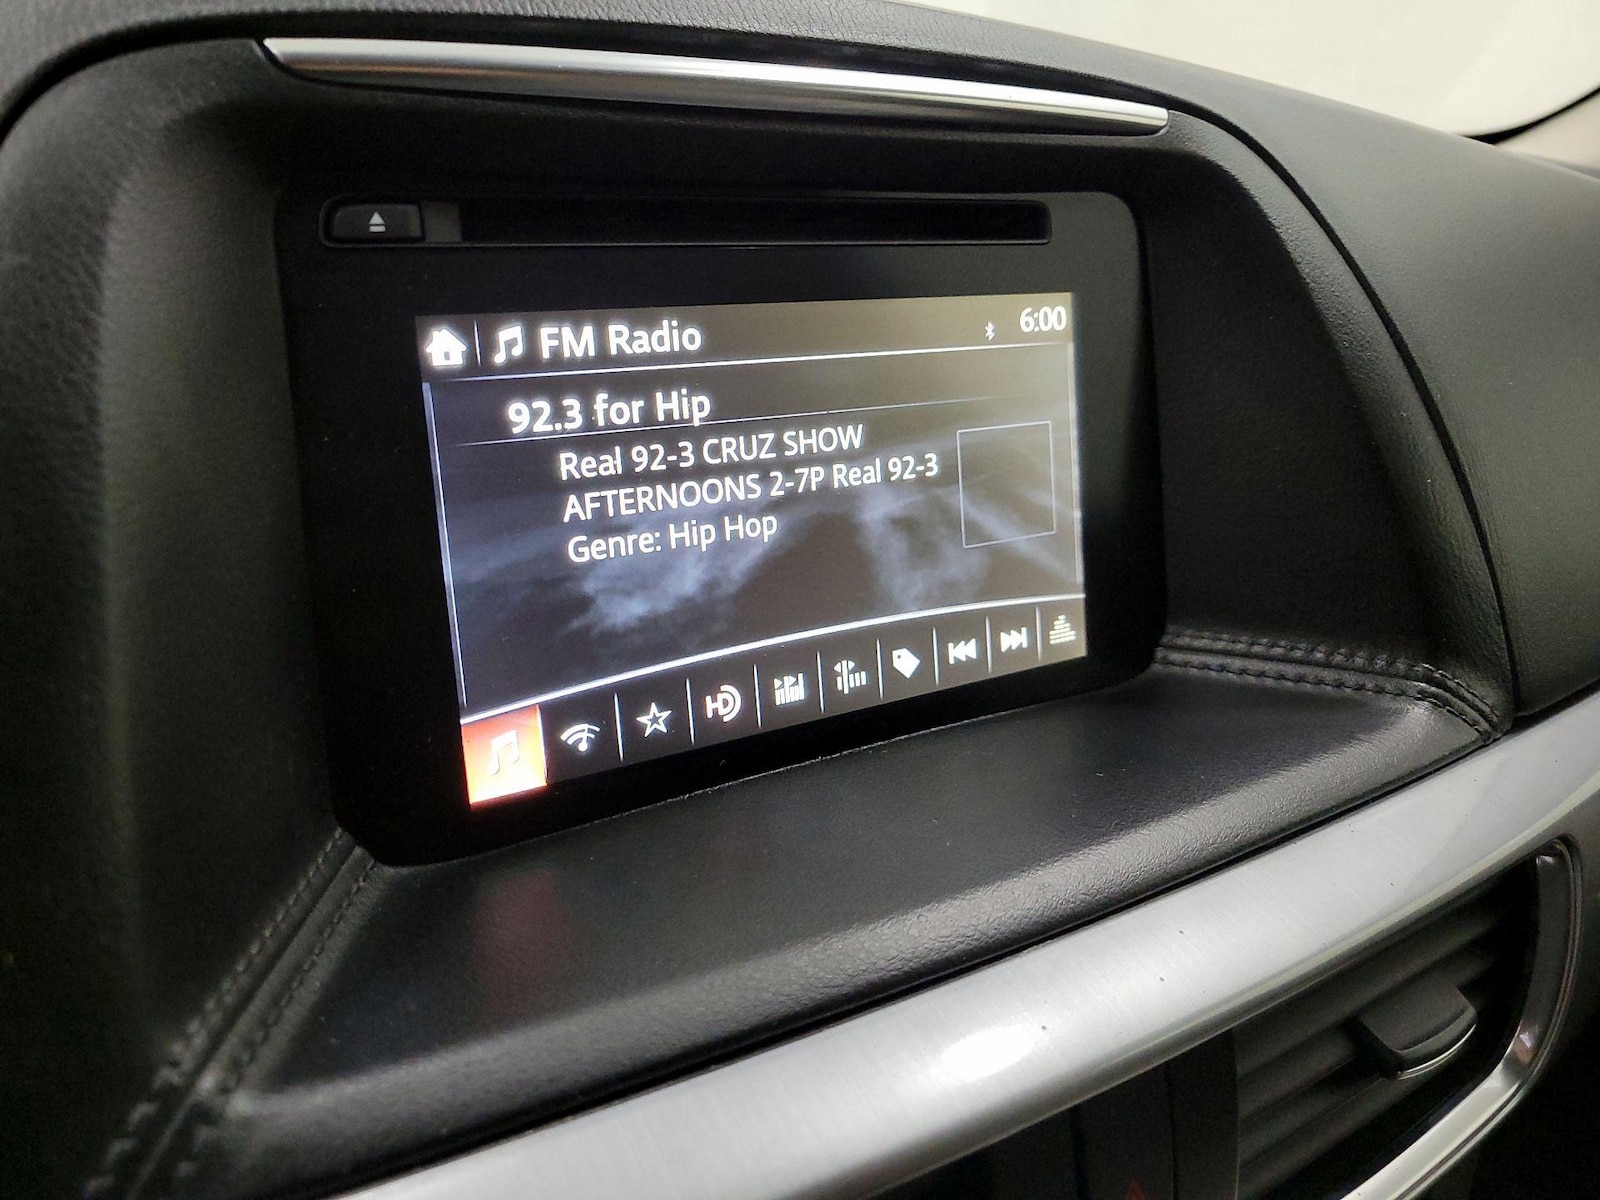 FM Radio
6:00
92.3 for Hip
Real 92-3 CRUZ SHOW
AFTERNOONS 2-7P Real 92-3
Genre: Hip Hop
HD